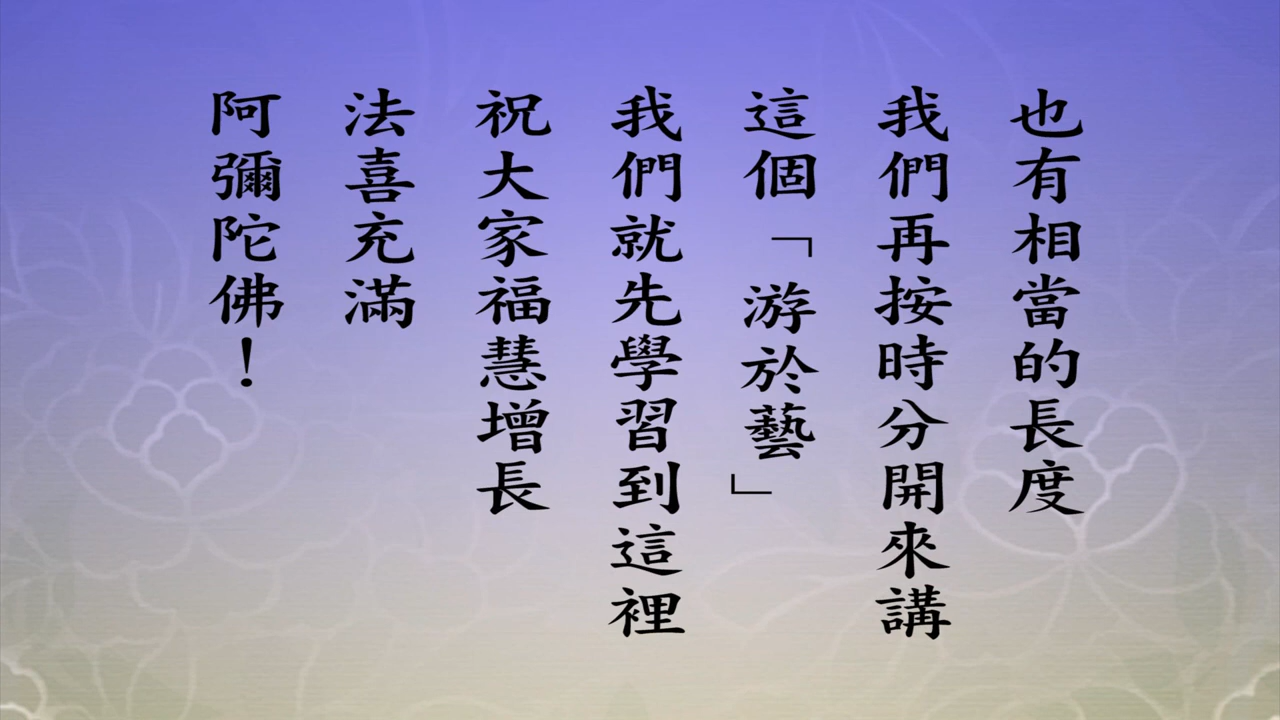 也有相當的長度
我們再按時分開來講
這個「游於藝」
我們就先學習到這裡
祝大家福慧增長
法喜充滿
阿彌陀佛！